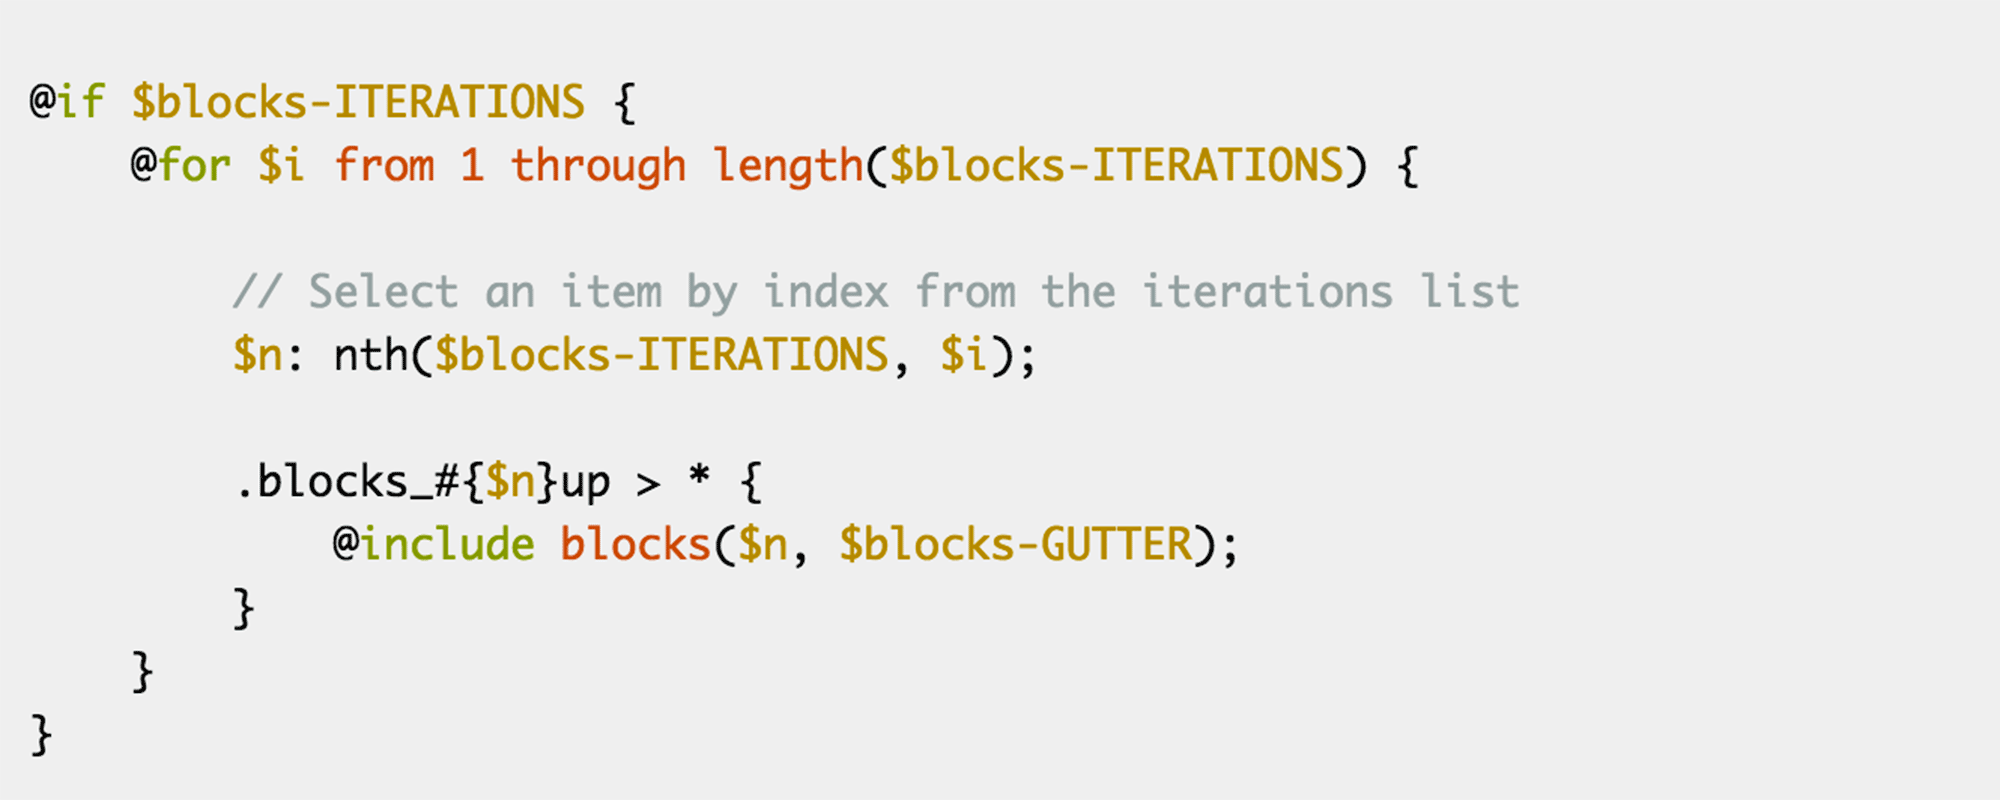 @if $blocks-ITERATIONS {
    @for $i from 1 through length($blocks-ITERATIONS) {
        // Select an item by index from the iterations list
        $n: nth($blocks-ITERATIONS, $i);
        .blocks_#{$n}up > * {
            @include blocks($n, $blocks-GUTTER);
        }
    }
}